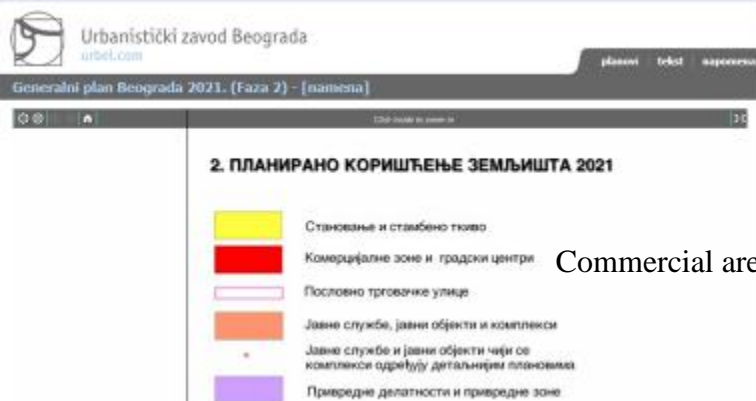 Urbanistički zavod Beograda
urbel.com
planovi tekst napomena
Generalni plan Beograda 2021. (Faza 2) - [namena]
2. ПЛАНИРАНО КОРИШЋЕЊЕ ЗЕМЉИШТА 2021
Становање и стамбено ткиво
Комерцијалне зоне и градски центри Commercial are
Пословно трговачке улице
Јавне службе, јавни објекти и комплекси
Јавне службе и јавни објекти чији се
комплекси одређују детаљнијим плановима
Привредне делатности и привредне зоне